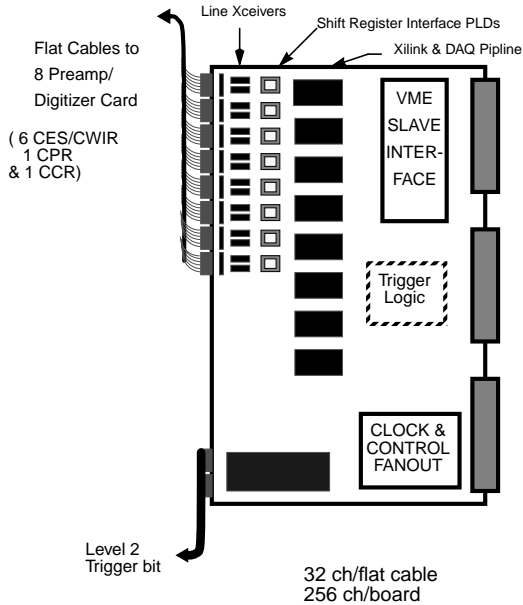 Line Xceivers
Shift Register Interface PLDs
Xilink & DAQ Pipline
Flat Cables to
8 Preamp/
Digitizer Card
( 6 CES/CWIR
1 CPR
& 1 CCR)
VME
SLAVE
INTER-
FACE
Trigger
Logic
CLOCK &
CONTROL
FANOUT
Level 2
Trigger bit
32 ch/flat cable
256 ch/board